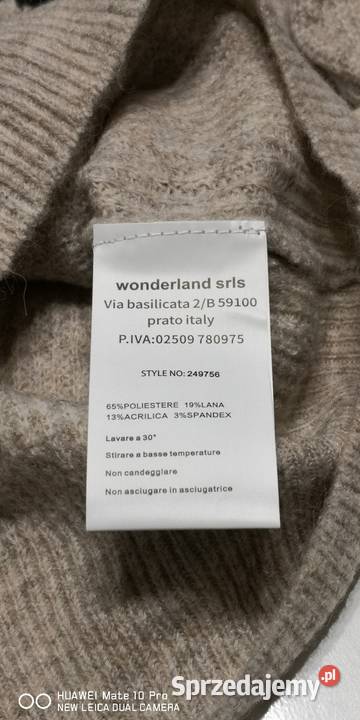 wonderland srls
Via basilicata 2/B 59100
prato italy
P.IVA:02509 780975
STYLE NO: 249756
65%POLIESTERE 19%LANA
13%ACRILICA 3%SPANDEX
Lavare a 30°
Stirare a basse temperature
Non candeggiare
Non asciugare in asciugatrice
HUAWEI Mate 10 Pro
NEW LEICA DUAL CAMERA
Sprzedajemy.pl